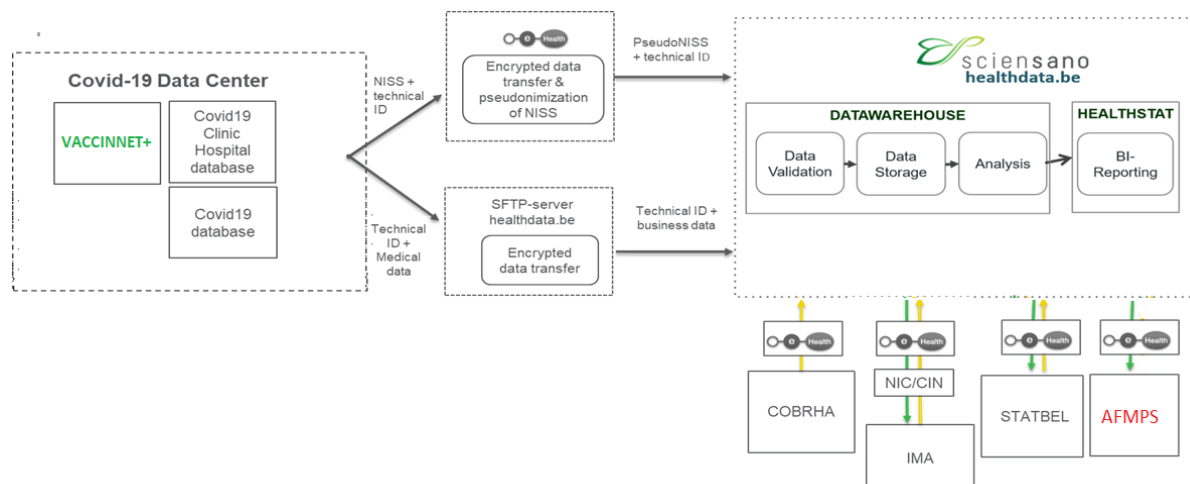 Covid-19 Data Center
VACCINNET+
Covid19
Clinic
Hospital
database
Covid19
database
NISS +
technical
ID
Technical
ID +
Medical
data
e Health
Encrypted data
transfer &
pseudonimization
of NISS
SFTP-server
healthdata.be
Encrypted
data transfer
PseudoNISS
+ technical ID
Technical ID +
business data
sciensano
healthdata.be
DATAWAREHOUSE
Data
Validation
Data
Storage
Analysis
HEALTHSTAT
BI-
Reporting
e Health
COBRHA
e Health
NIC/CIN
IMA
e Health
STATBEL
e Health
AFMPS